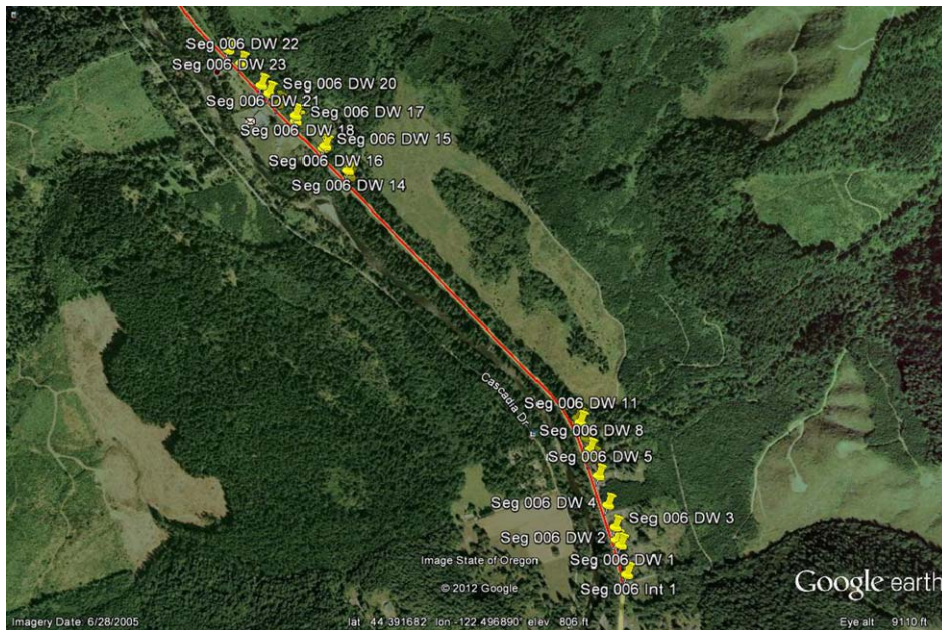 Seg 006 DW 22
Seg 006 DW 23
Seg 006 DW 20
Seg 006 DW 21
Seg 006 DW 17
Seg 006 DW 18
Seg 006 DW 15
Seg 006 DW 16
Seg 006 DW 14
Cascadia Dr
Seg 006 DW 11
Seg 006 DW 8
Seg 006 DW 5
Seg 006 DW 4
Seg 006 DW 3
Seg 006 DW 2
Seg 006 DW 1
Seg 006 Int 1
Image State of Oregon
© 2012 Google
Google earth
Imagery Date: 6/28/2005
lat 44.391682° lon -122.496890° elev 806 ft
Eye alt 9110 ft